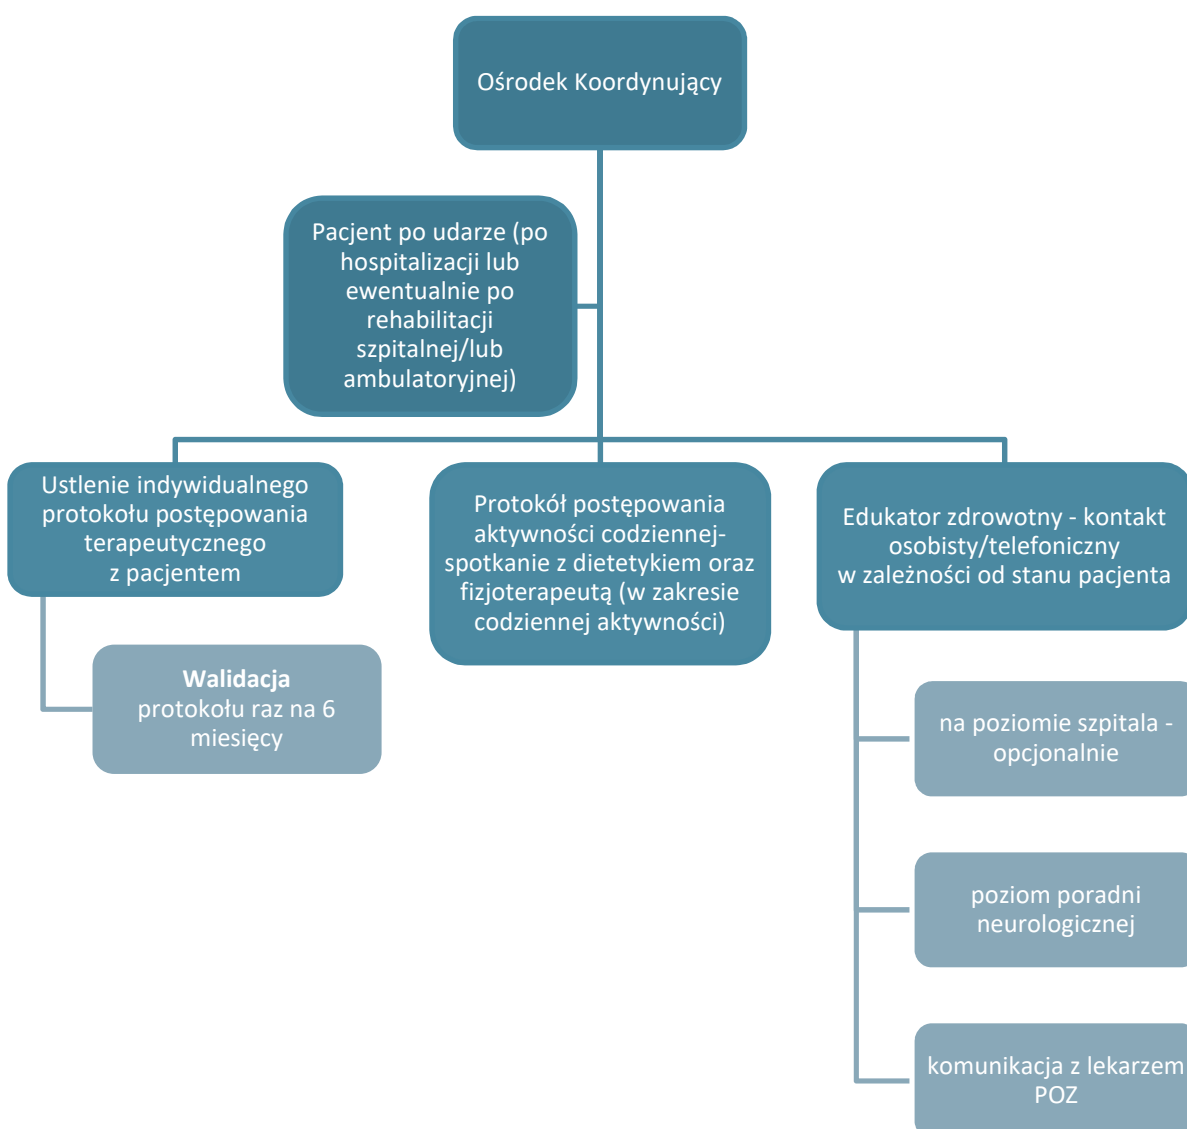 Ośrodek Koordynujący
Pacjent po udarze (po
hospitalizacji lub
ewentualnie po
rehabilitacji
szpitalnej/lub
ambulatoryjnej)
Ustlenie indywidualnego
protokołu postępowania
terapeutycznego
z pacjentem
Walidacja
protokołu raz na 6
miesięcy
Protokół postępowania
aktywności codziennej-
spotkanie z dietetykiem oraz
fizjoterapeutą (w zakresie
codziennej aktywności)
Edukator zdrowotny - kontakt
osobisty/telefoniczny
w zależności od stanu pacjenta
na poziomie szpitala -
opcjonalnie
poziom poradni
neurologicznej
komunikacja z lekarzem
POZ